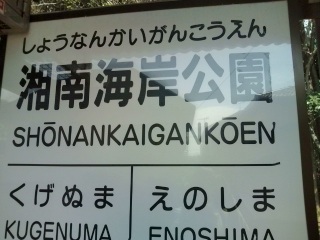 しょうなんかいがんこうえん
湘南海岸公園
SHŌNANKAIGANKŌEN
くげぬま えのしま
KUGENUMA ENOSHIMA